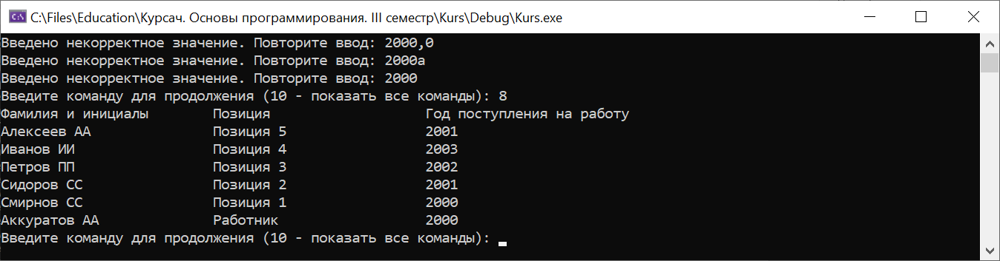 C:\Files\Education\Курсач. Основы программирования. III семестр\Kurs\Debug\Kurs.exe
Введено некорректное значение. Повторите ввод: 2000,0
Введено некорректное значение. Повторите ввод: 2000a
Введено некорректное значение. Повторите ввод: 2000
Введите команду для продолжения (10 - показать все команды): 8
Фамилия и инициалы Позиция Год поступления на работу
Алексеев АА Позиция 5 2001
Иванов ИИ Позиция 4 2003
Петров ПП Позиция 3 2002
Сидоров СС Позиция 2 2001
Смирнов СС Позиция 1 2000
Аккуратов АА Работник 2000
Введите команду для продолжения (10 - показать все команды):